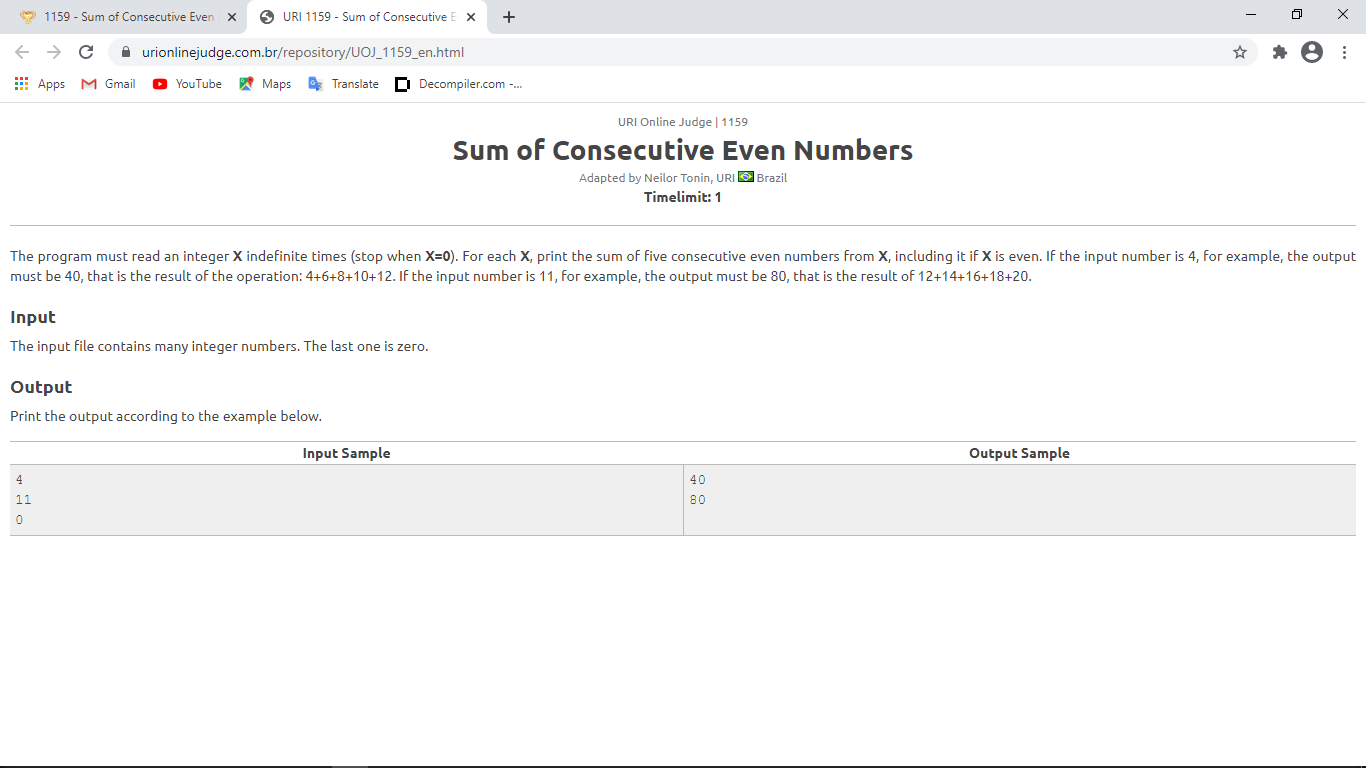 1159 - Sum of Consecutive Even
URI 1159 - Sum of Consecutive E
urionlinejudge.com.br/repository/UOJ_1159_en.html
Apps Gmail YouTube Maps Translate Decompiler.com -...
URI Online Judge | 1159
Sum of Consecutive Even Numbers
Adapted by Neilor Tonin, URI Brazil
Timelimit: 1
The program must read an integer X indefinite times (stop when X=0). For each X, print the sum of five consecutive even numbers from X, including it if X is even. If the input number is 4, for example, the output
must be 40, that is the result of the operation: 4+6+8+10+12. If the input number is 11, for example, the output must be 80, that is the result of 12+14+16+18+20.
Input
The input file contains many integer numbers. The last one is zero.
Output
Print the output according to the example below.
Input Sample Output Sample
4 40
11 80
0